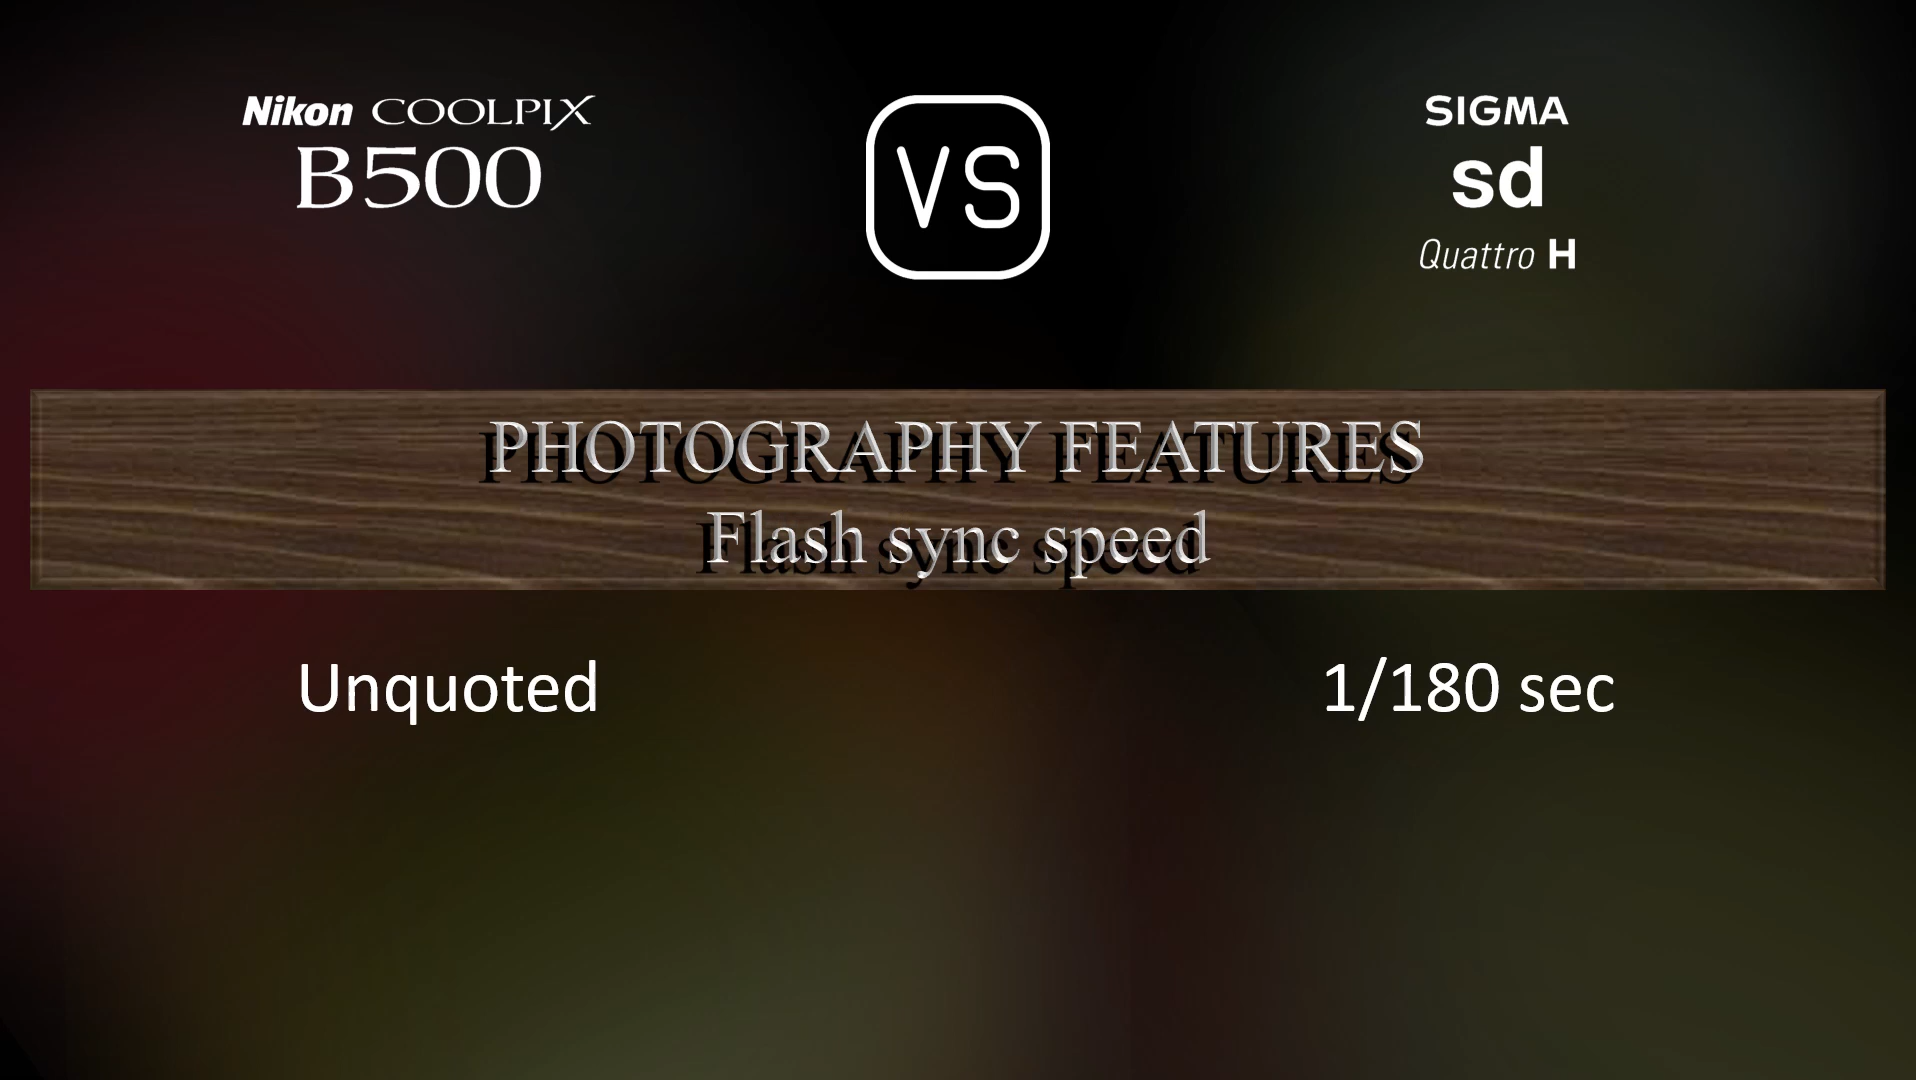 Nikon COOLPIX
B500
VS
SIGMA
sd
Quattro H
PHOTOGRAPHY FEATURES
Flash sync speed
Unquoted
1/180 sec